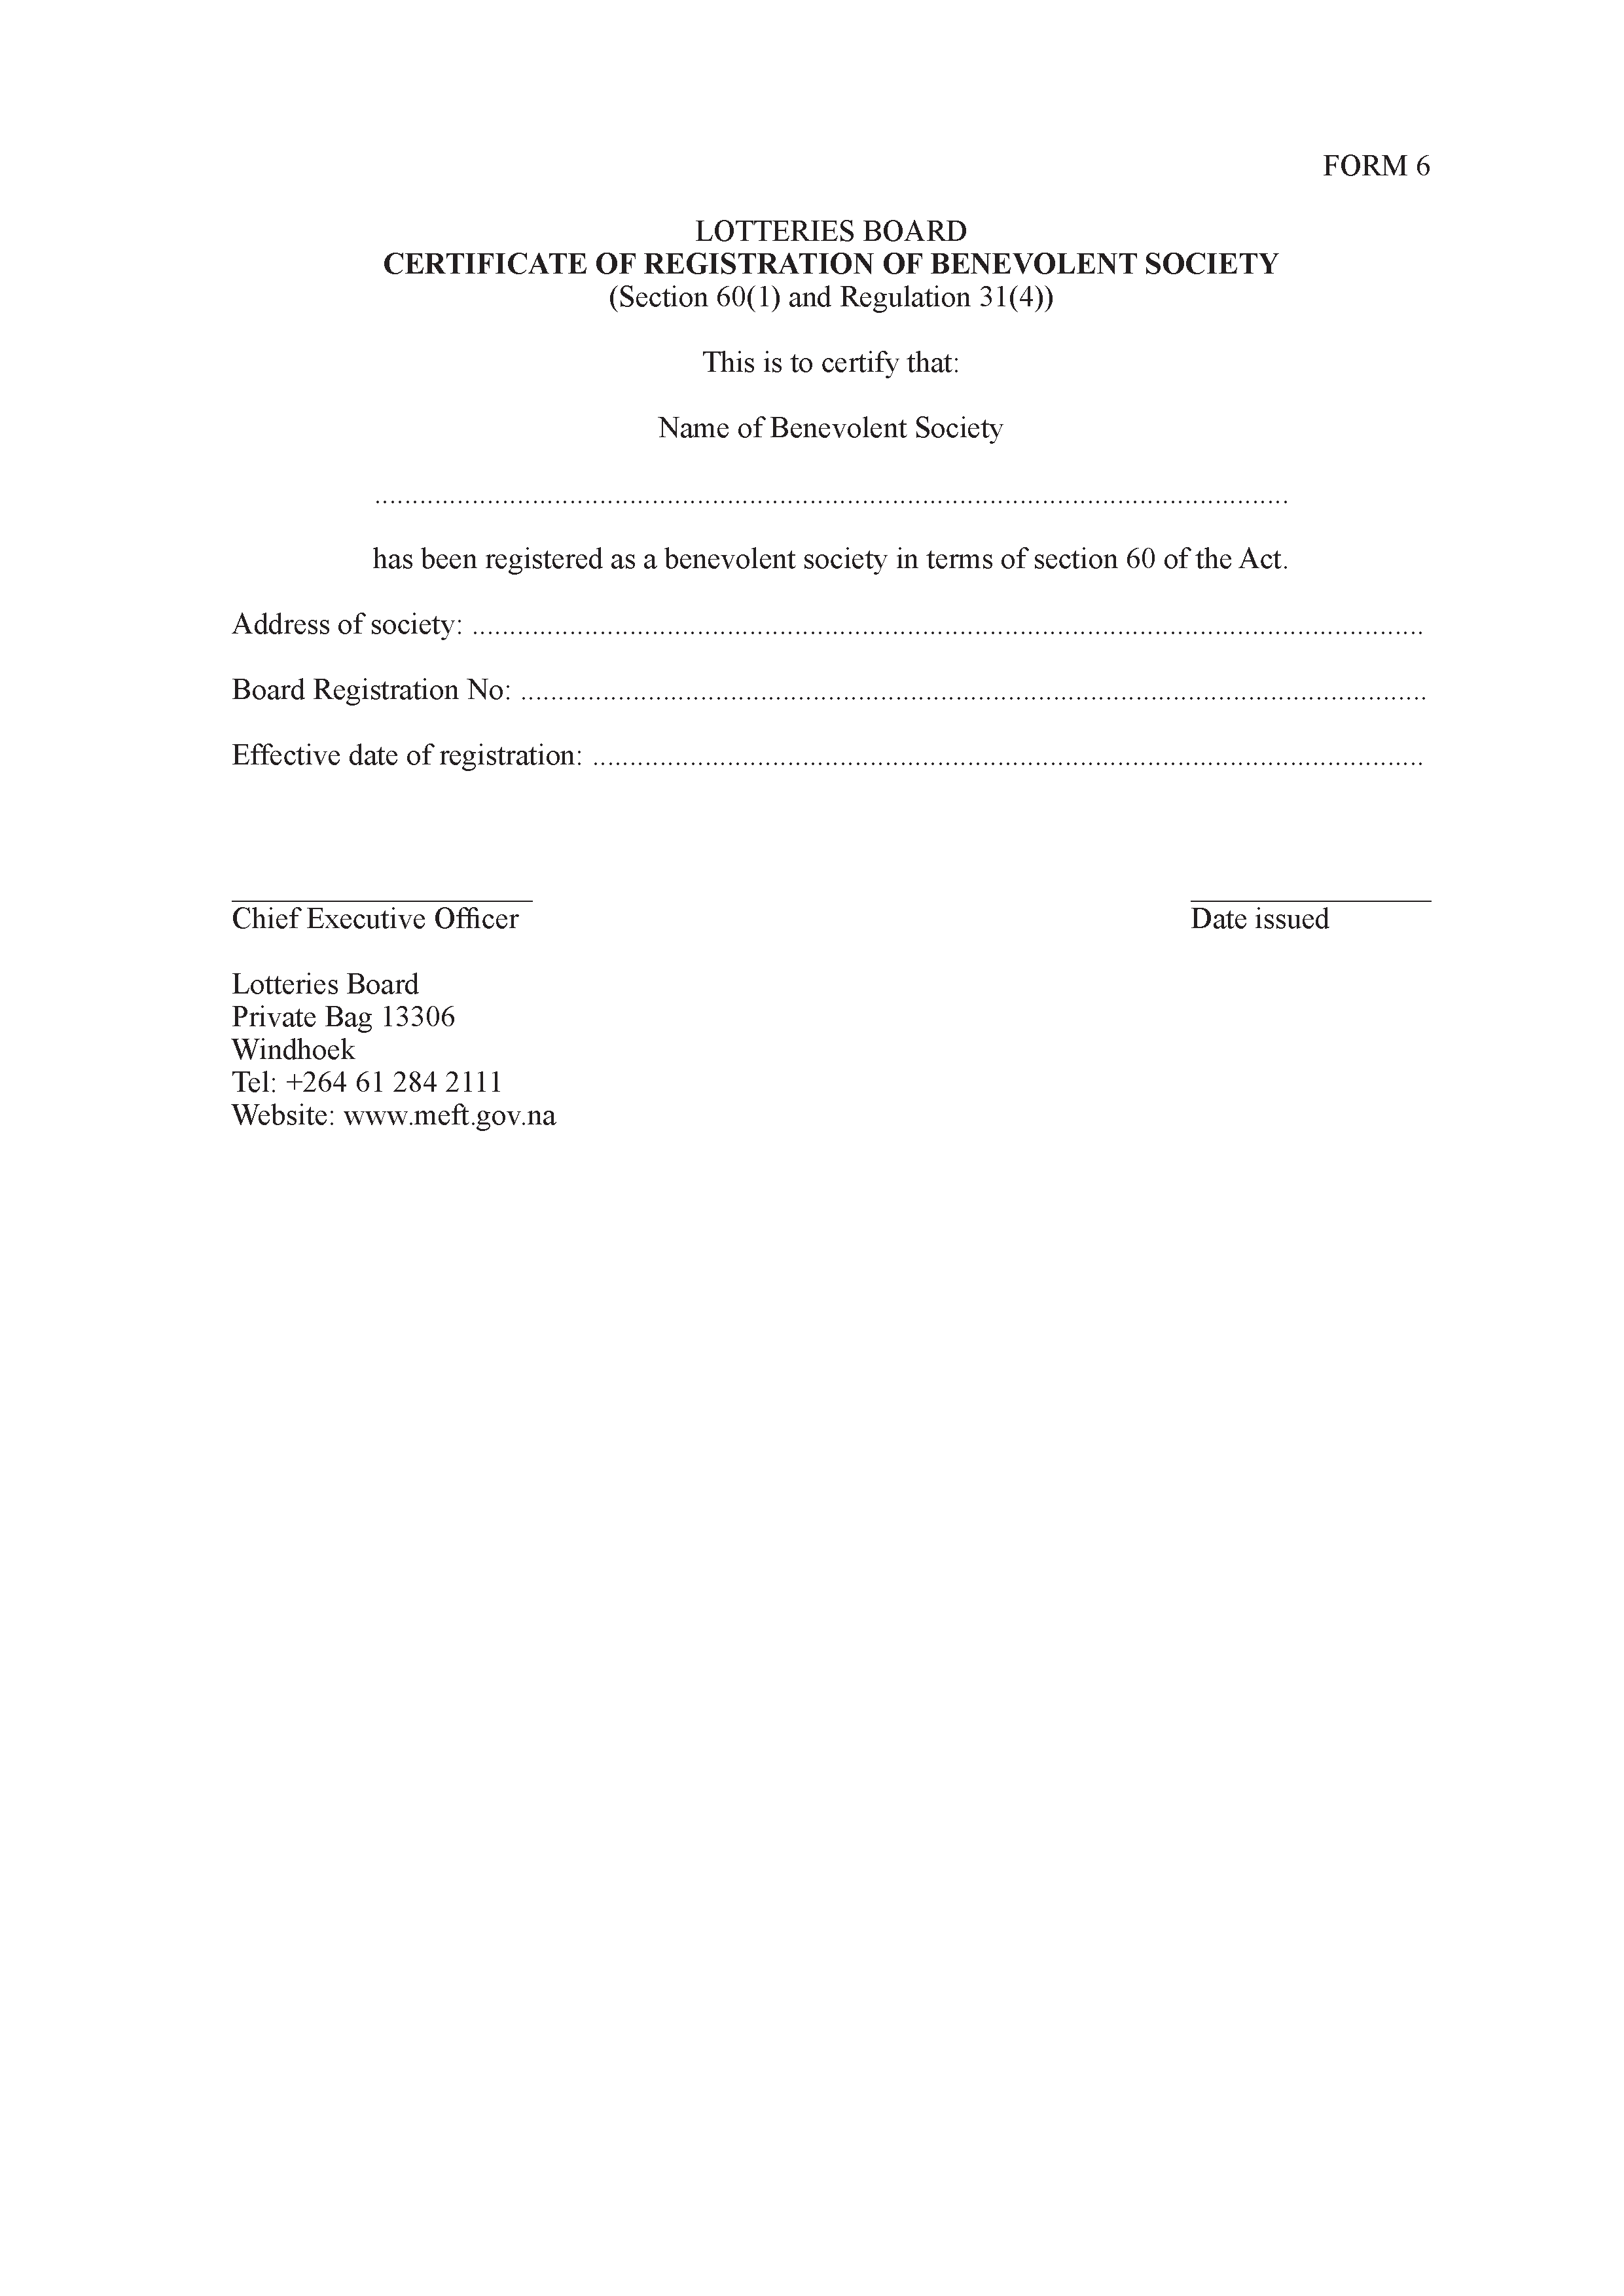 FORM 6
LOTTERIES BOARD
CERTIFICATE OF REGISTRATION OF BENEVOLENT SOCIETY
(Section 60(1) and Regulation 31(4))
This is to certify that:
Name of Benevolent Society
..........................................................................................................................
has been registered as a benevolent society in terms of section 60 of the Act.
Address of society: ...............................................................................................................................
Board Registration No: .........................................................................................................................
Effective date of registration: ...............................................................................................................
Chief Executive Officer
Date issued
Lotteries Board
Private Bag 13306
Windhoek
Tel: +264 61 284 2111
Website: www.meft.gov.na